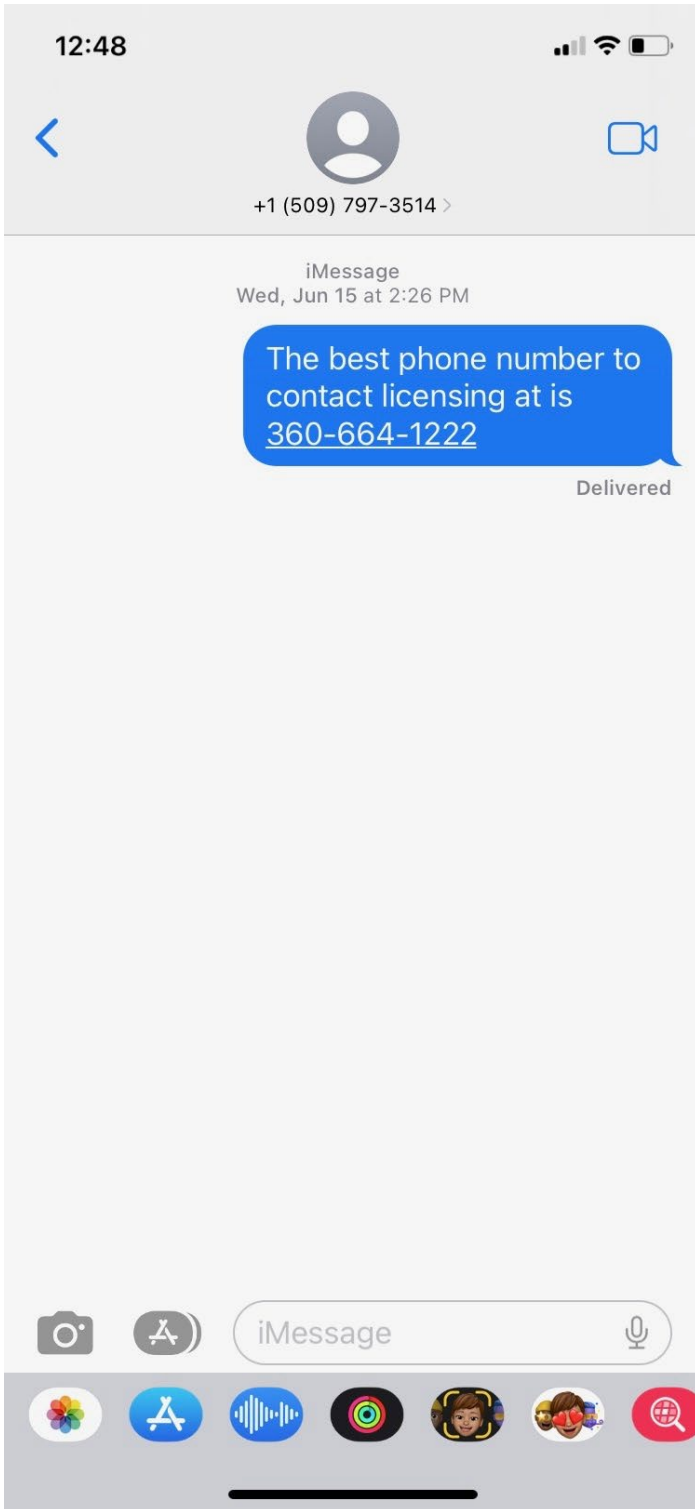 12:48
+1 (509) 797-3514
iMessage
Wed, Jun 15 at 2:26 PM
The best phone number to
contact licensing at is
360-664-1222
Delivered
iMessage